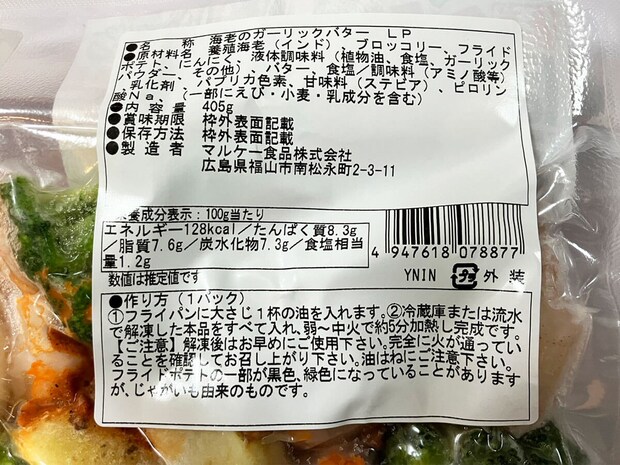 ●名　称　海老のガーリックバター　ＬＰ
●原材料　養殖海老（インド）　ブロッコリー、フライド
ポテト、にんにく、液体調味料（植物油、食塩、ガーリック
パウダー、その他）、バター、食塩／調味料（アミノ酸等）
、乳化剤、パプリカ色素、甘味料（ステビア）、ピロリン
酸Ｎａ、（一部にえび・小麦・乳成分を含む）
●内 容 量　405g
●賞味期限　枠外表面記載
●保存方法　枠外表面記載
●製 造 者　マルケー食品株式会社
広島県福山市南松永町2-3-11
栄養成分表示：100g当たり
エネルギー128kcal／たんぱく質8.3g
／脂質7.6g／炭水化物7.3g／食塩相当
量1.2g
数値は推定値です
4 947618 078877
YNIN プラ 外 装
●作り方（１パック）
①フライパンに大さじ１杯の油を入れます。②冷蔵庫または流水
で解凍した本品をすべて入れ、弱～中火で約5分加熱し完成です。
【ご注意】解凍後はお早めにご使用下さい。完全に火が通ってい
ることを確認してお召し上がり下さい。油はねにご注意下さい。
フライドポテトの一部が黒色、緑色になっていることがあります
が、じゃがいも由来のものです。